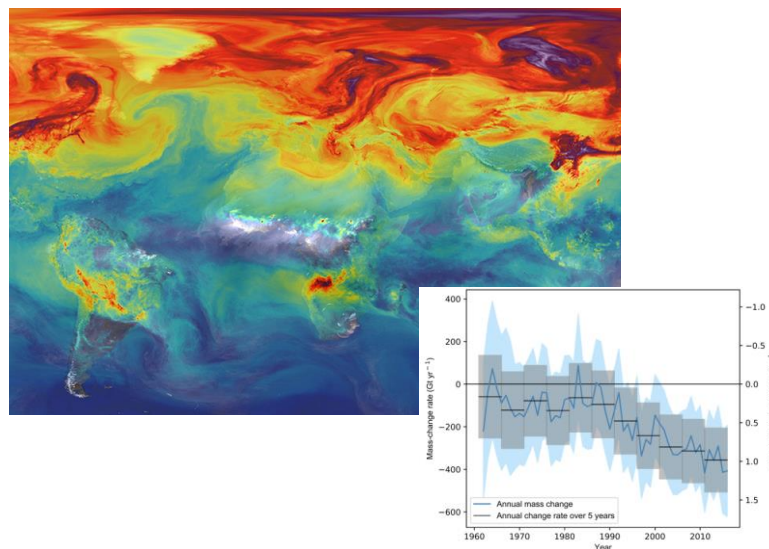 400
200
0
−200
−400
−600
Mass-change rate (Gt yr⁻¹)
−1.0
−0.5
0.0
0.5
1.0
1.5
Annual mass change
Annual change rate over 5 years
1960 1970 1980 1990 2000 2010
Year